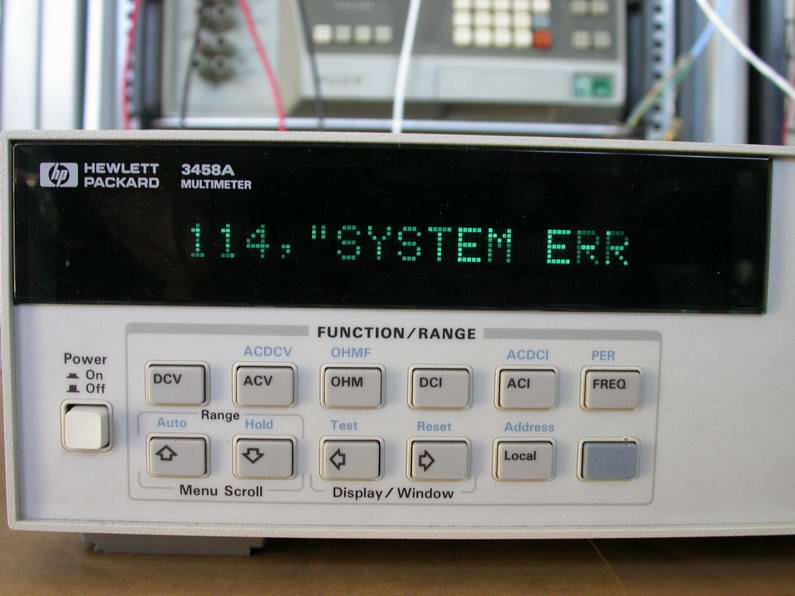 hp HEWLETT PACKARD 3458A MULTIMETER
114, "SYSTEM ERR
FUNCTION/RANGE
ACDCV OHMF ACDCI PER
Power
On
Off
DCV ACV OHM DCI ACI FREQ
Range
Auto Hold Test Reset Address
Local
Menu Scroll Display/Window